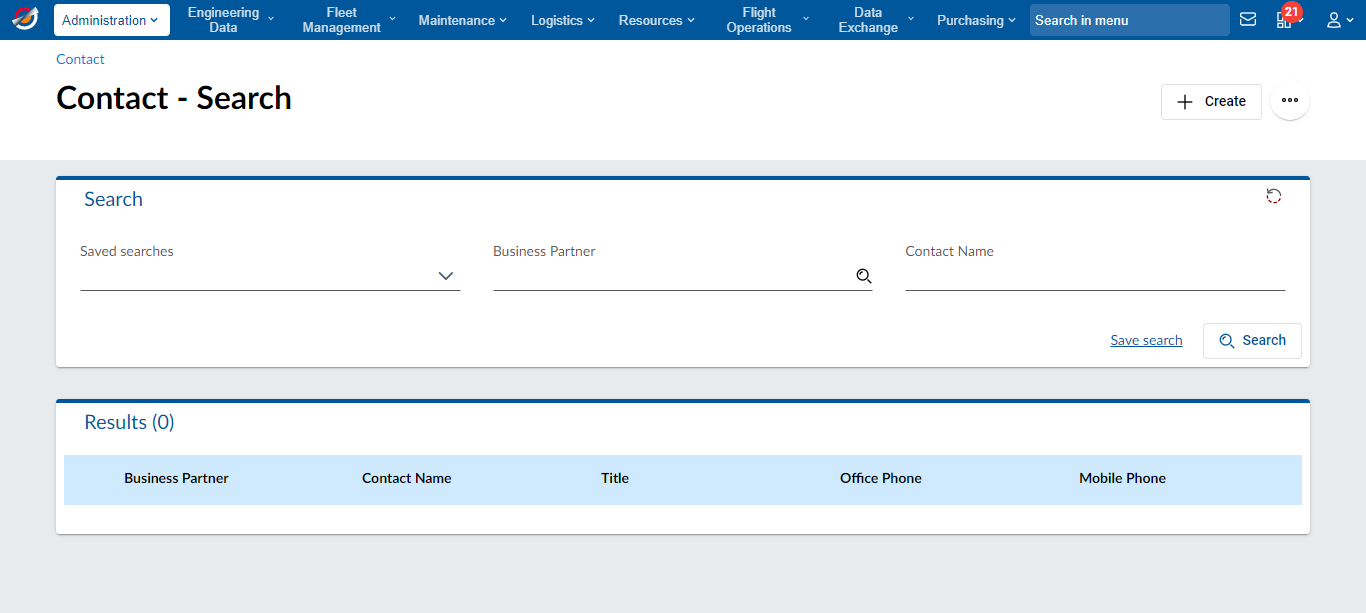 Administration
Engineering
Data
Fleet
Management
Maintenance
Logistics
Resources
Flight
Operations
Data
Exchange
Purchasing
Search in menu
21
Contact
Contact - Search
Create
Search
Saved searches
Business Partner
Contact Name
Save search
Search
Results (0)
Business Partner Contact Name Title Office Phone Mobile Phone